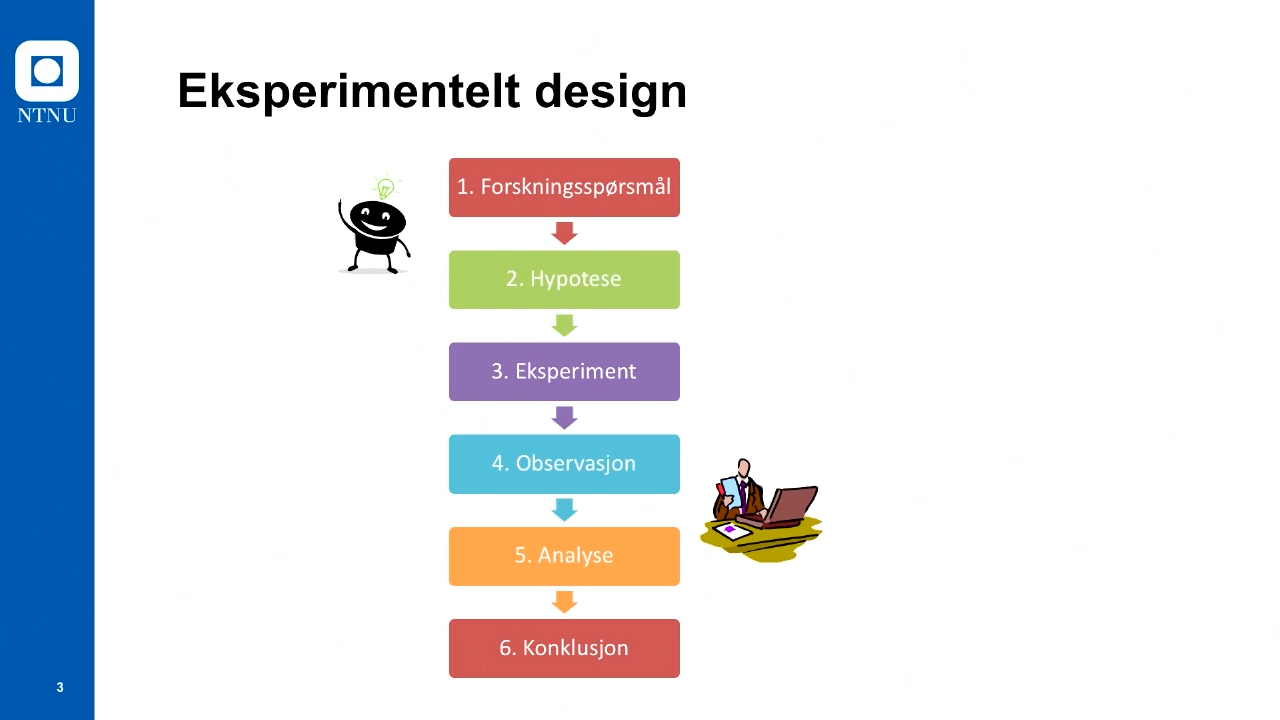 NTNU
Eksperimentelt design
1. Forskningsspørsmål
2. Hypotese
3. Eksperiment
4. Observasjon
5. Analyse
6. Konklusjon
3